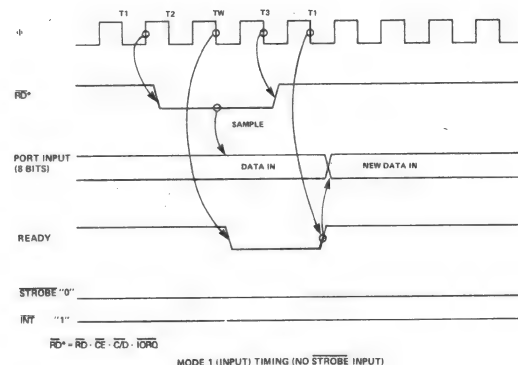 Φ T1 T2 TW T3 T1
RD*
SAMPLE
PORT INPUT
(8 BITS)
DATA IN NEW DATA IN
READY
STROBE "0"
INT "1"
RD* = RD · CE · C/D · IORQ
MODE 1 (INPUT) TIMING (NO STROBE INPUT)